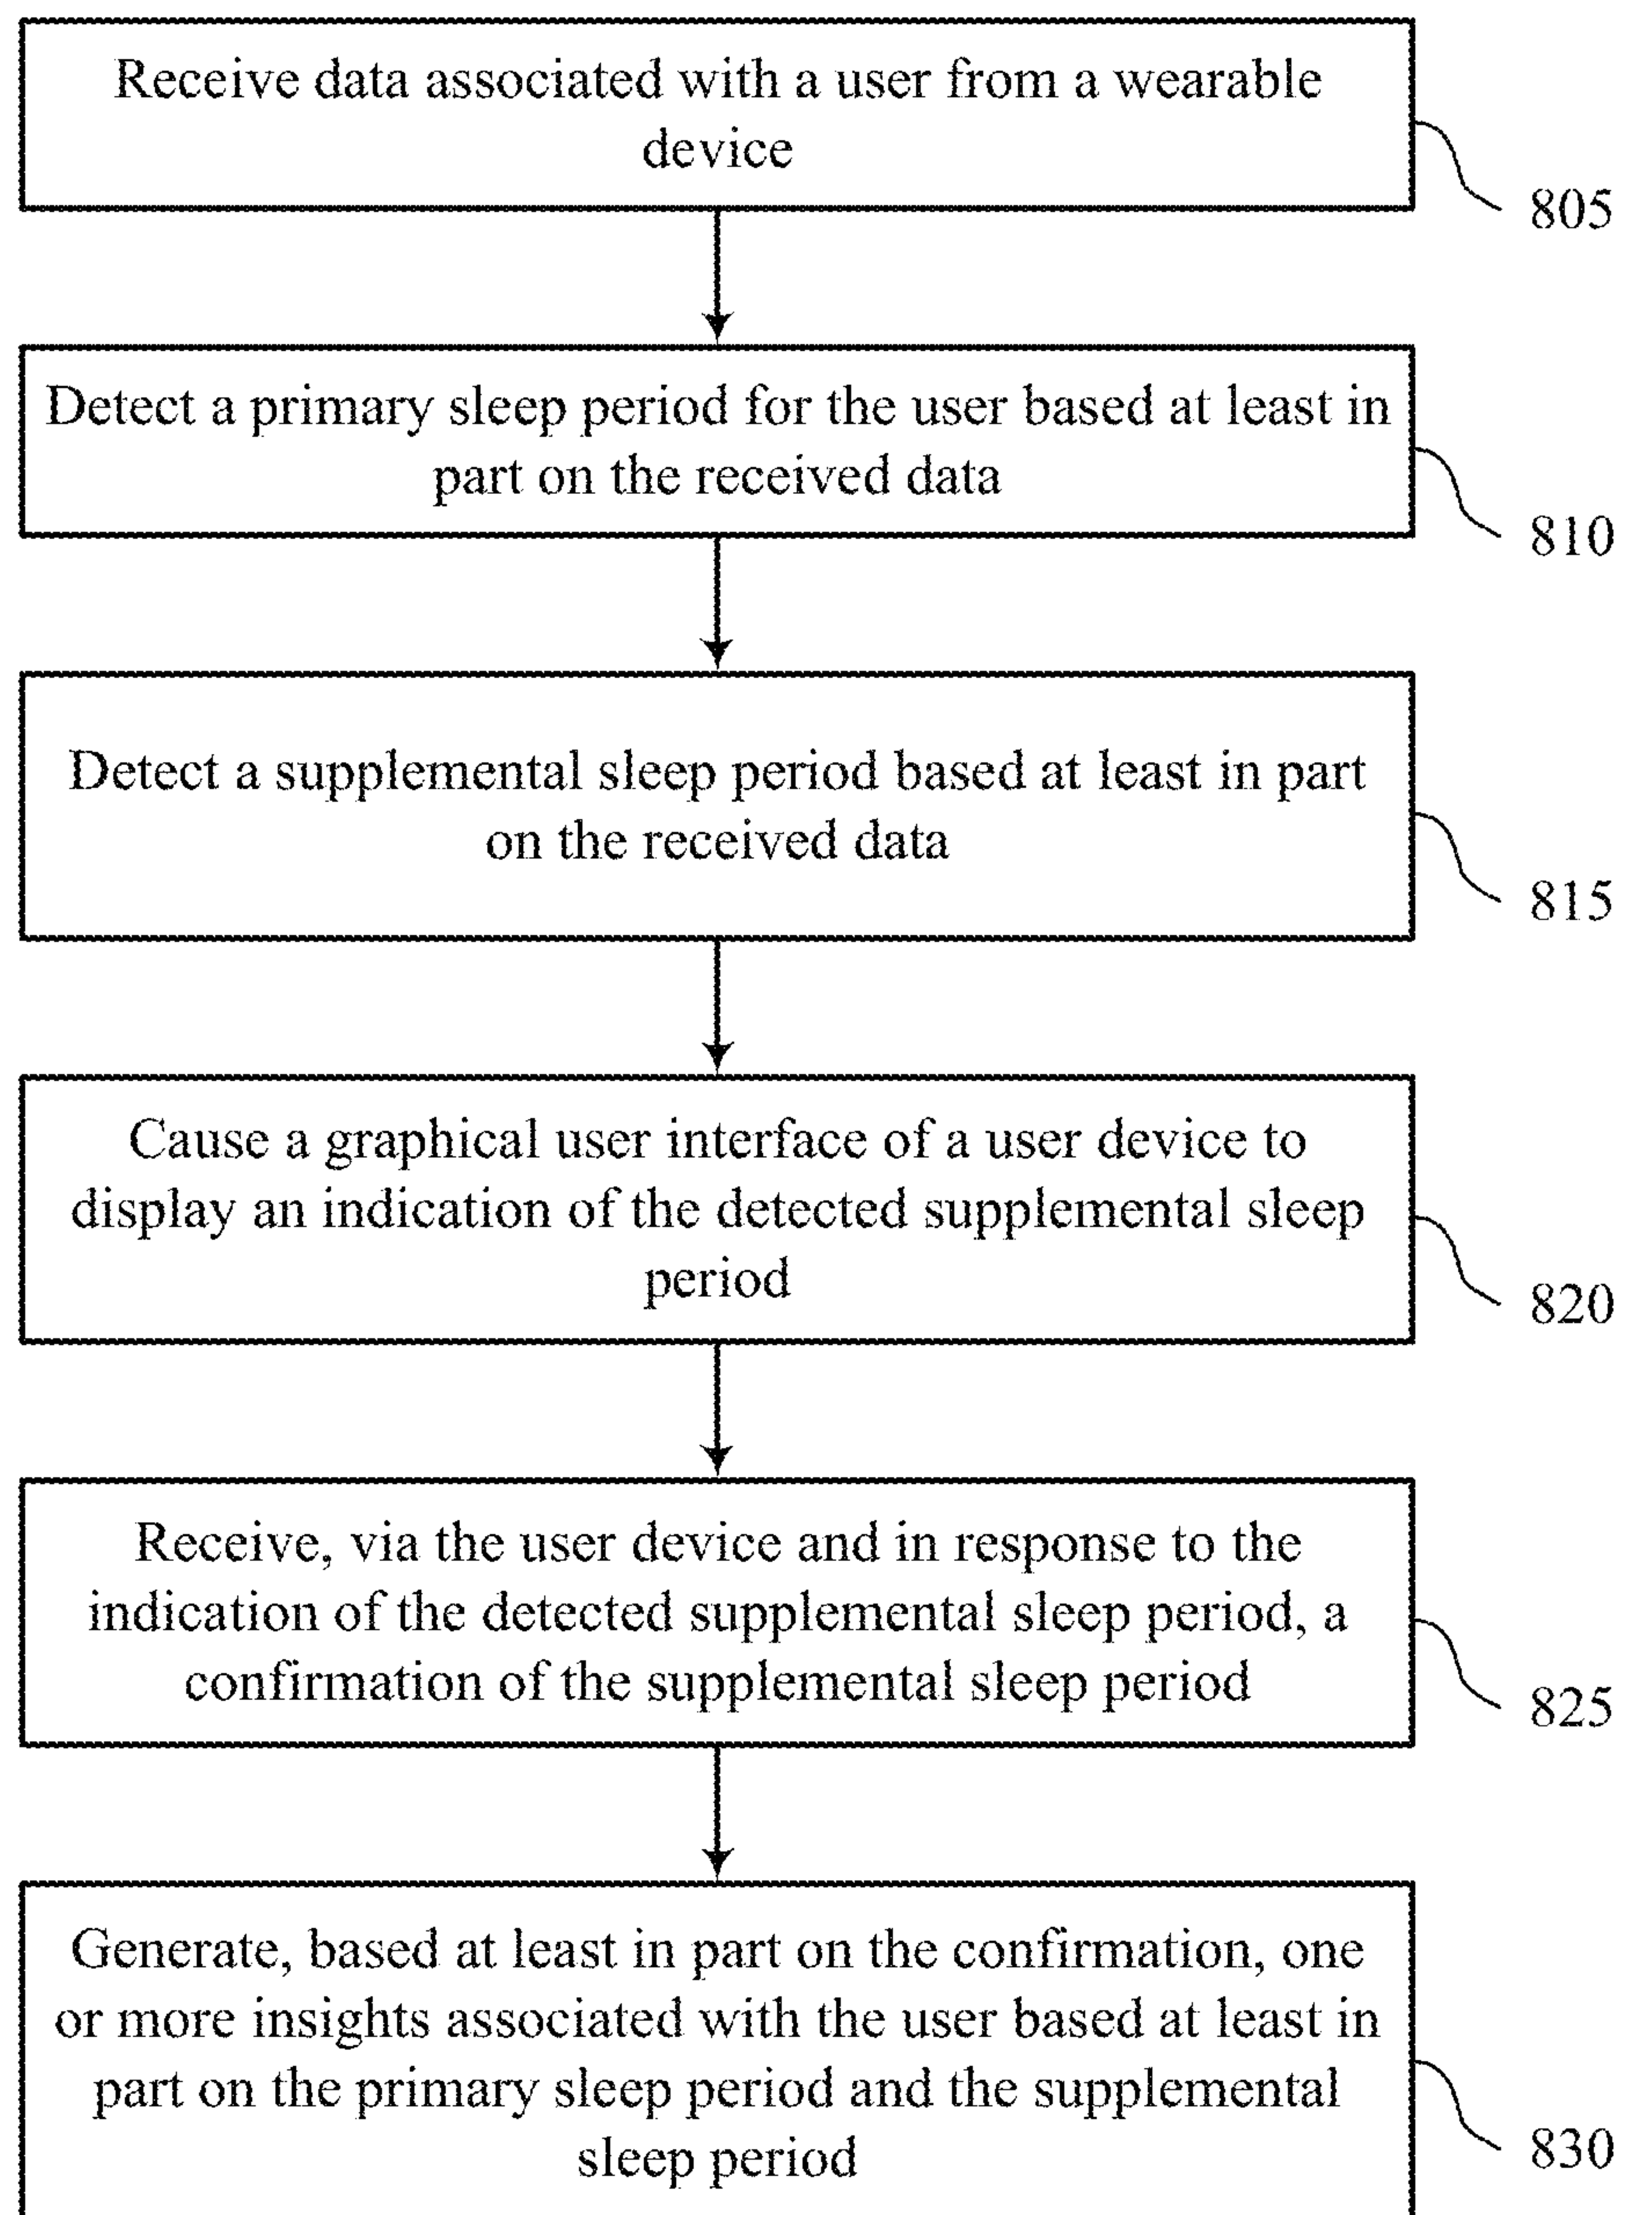 Receive data associated with a user from a wearable
device
805
Detect a primary sleep period for the user based at least in
part on the received data
810
Detect a supplemental sleep period based at least in part
on the received data
815
Cause a graphical user interface of a user device to
display an indication of the detected supplemental sleep
period
820
Receive, via the user device and in response to the
indication of the detected supplemental sleep period, a
confirmation of the supplemental sleep period
825
Generate, based at least in part on the confirmation, one
or more insights associated with the user based at least in
part on the primary sleep period and the supplemental
sleep period
830